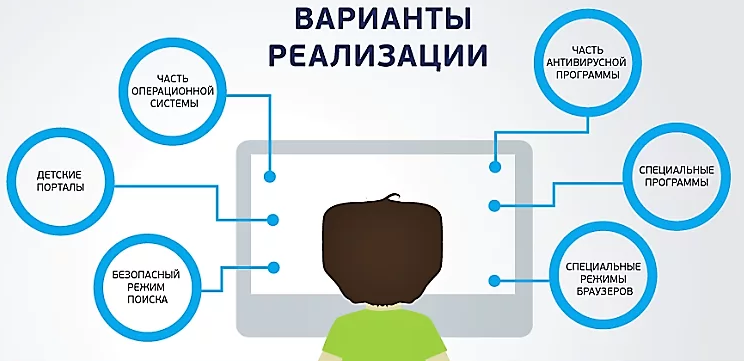 ВАРИАНТЫ
РЕАЛИЗАЦИИ
ЧАСТЬ
ОПЕРАЦИОННОЙ
СИСТЕМЫ
ДЕТСКИЕ
ПОРТАЛЫ
БЕЗОПАСНЫЙ
РЕЖИМ
ПОИСКА
ЧАСТЬ
АНТИВИРУСНОЙ
ПРОГРАММЫ
СПЕЦИАЛЬНЫЕ
ПРОГРАММЫ
СПЕЦИАЛЬНЫЕ
РЕЖИМЫ
БРАУЗЕРОВ